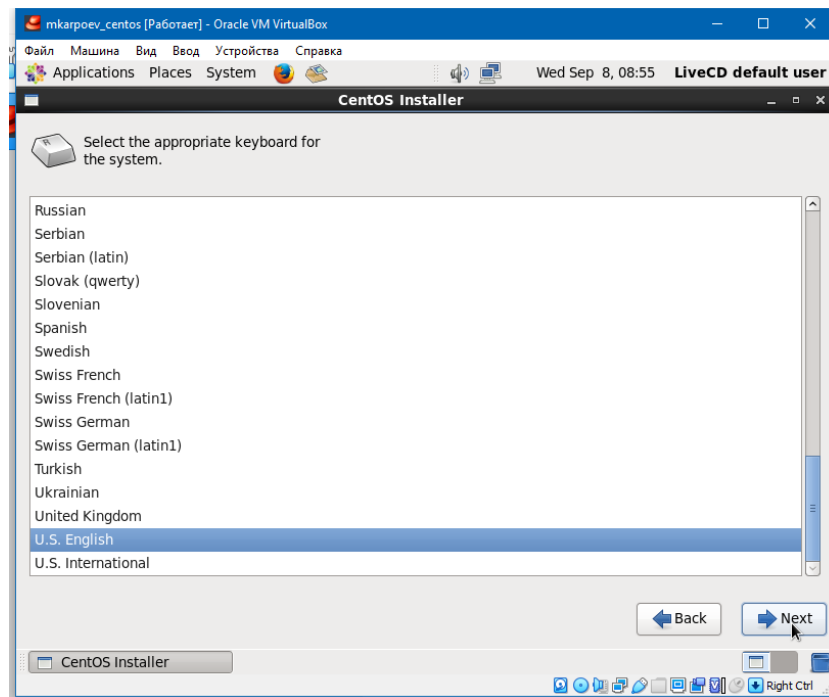 mkarpoev_centos [Работает] - Oracle VM VirtualBox
Файл Машина Вид Ввод Устройства Справка
Applications Places System Wed Sep 8, 08:55 LiveCD default user
CentOS Installer
Select the appropriate keyboard for
the system.
Russian
Serbian
Serbian (latin)
Slovak (qwerty)
Slovenian
Spanish
Swedish
Swiss French
Swiss French (latin1)
Swiss German
Swiss German (latin1)
Turkish
Ukrainian
United Kingdom
U.S. English
U.S. International
Back Next
CentOS Installer
Right Ctrl